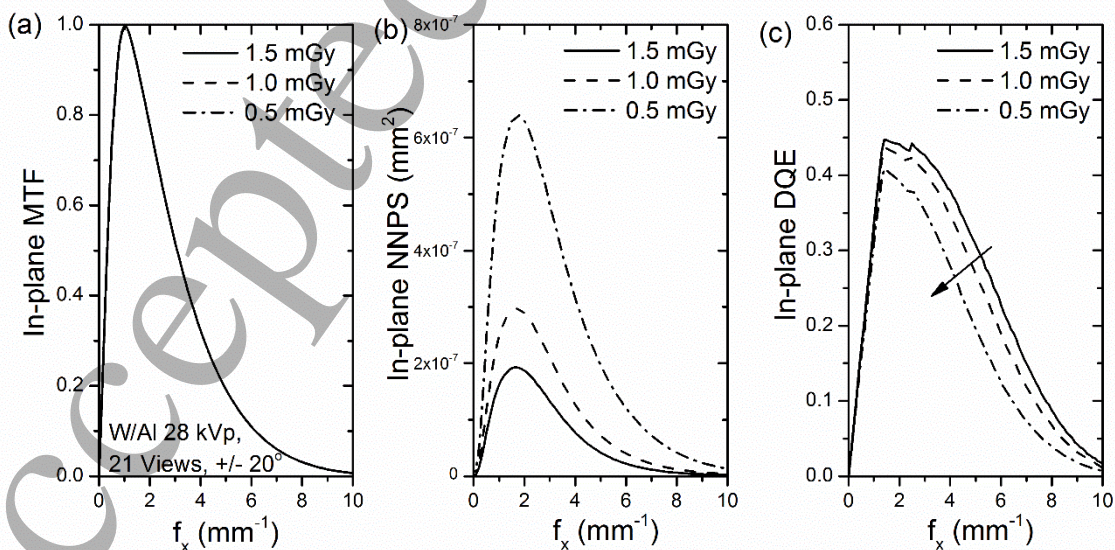 (a)
1.0
0.8
0.6
0.4
0.2
0.0
In-plane MTF
1.5 mGy
1.0 mGy
0.5 mGy
W/Al 28 kVp,
21 Views, +/- 20°
0 2 4 6 8 10
fₓ (mm⁻¹)
(b)
8x10⁻⁷
6x10⁻⁷
4x10⁻⁷
2x10⁻⁷
0
In-plane NNPS (mm²)
1.5 mGy
1.0 mGy
0.5 mGy
0 2 4 6 8 10
fₓ (mm⁻¹)
(c)
0.6
0.5
0.4
0.3
0.2
0.1
0.0
In-plane DQE
1.5 mGy
1.0 mGy
0.5 mGy
0 2 4 6 8 10
fₓ (mm⁻¹)